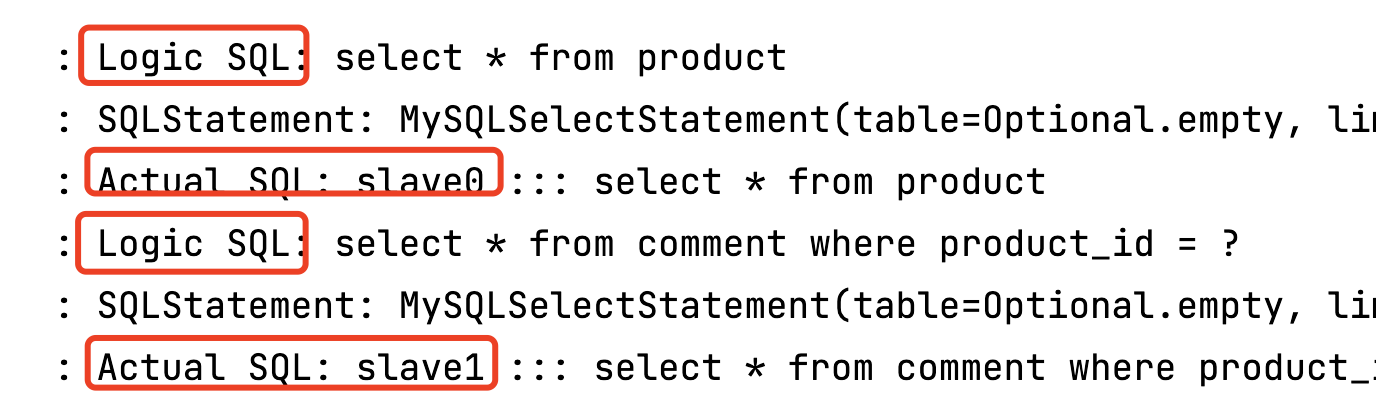 : Logic SQL: select * from product
: SQLStatement: MySQLSelectStatement(table=Optional.empty,
: Actual SQL: slave0 ::: select * from product
: Logic SQL: select * from comment where product_id = ?
: SQLStatement: MySQLSelectStatement(table=Optional.empty,
: Actual SQL: slave1 ::: select * from comment where